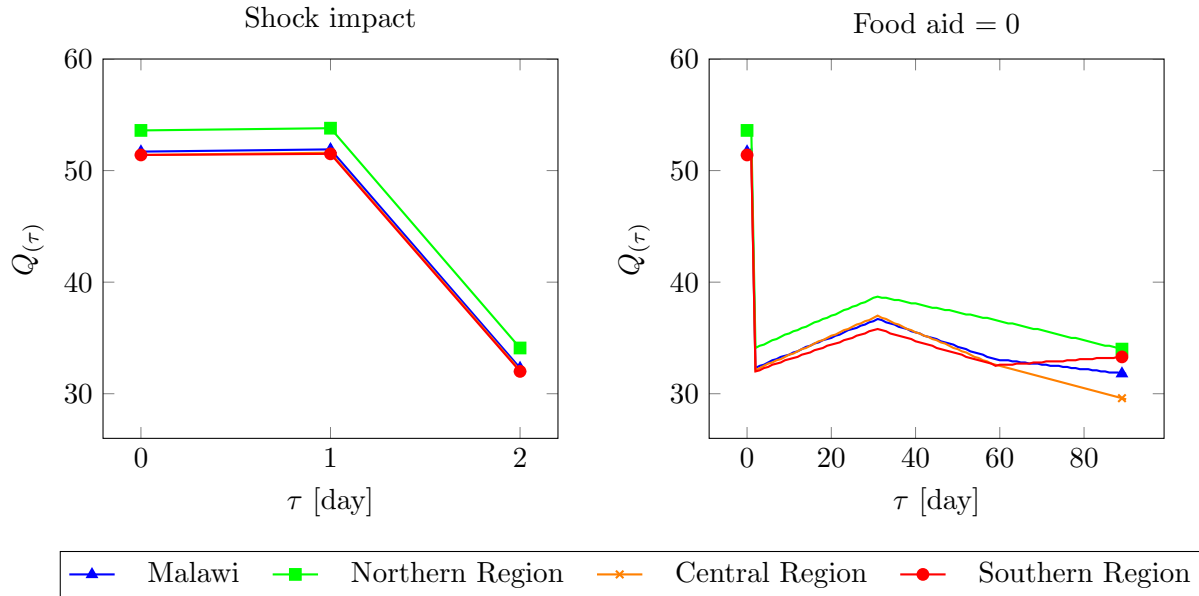 Shock impact
60
50
40
30
Q(τ)
0 1 2
τ [day]
Food aid = 0
60
50
40
30
Q(τ)
0 20 40 60 80
τ [day]
Malawi Northern Region Central Region Southern Region